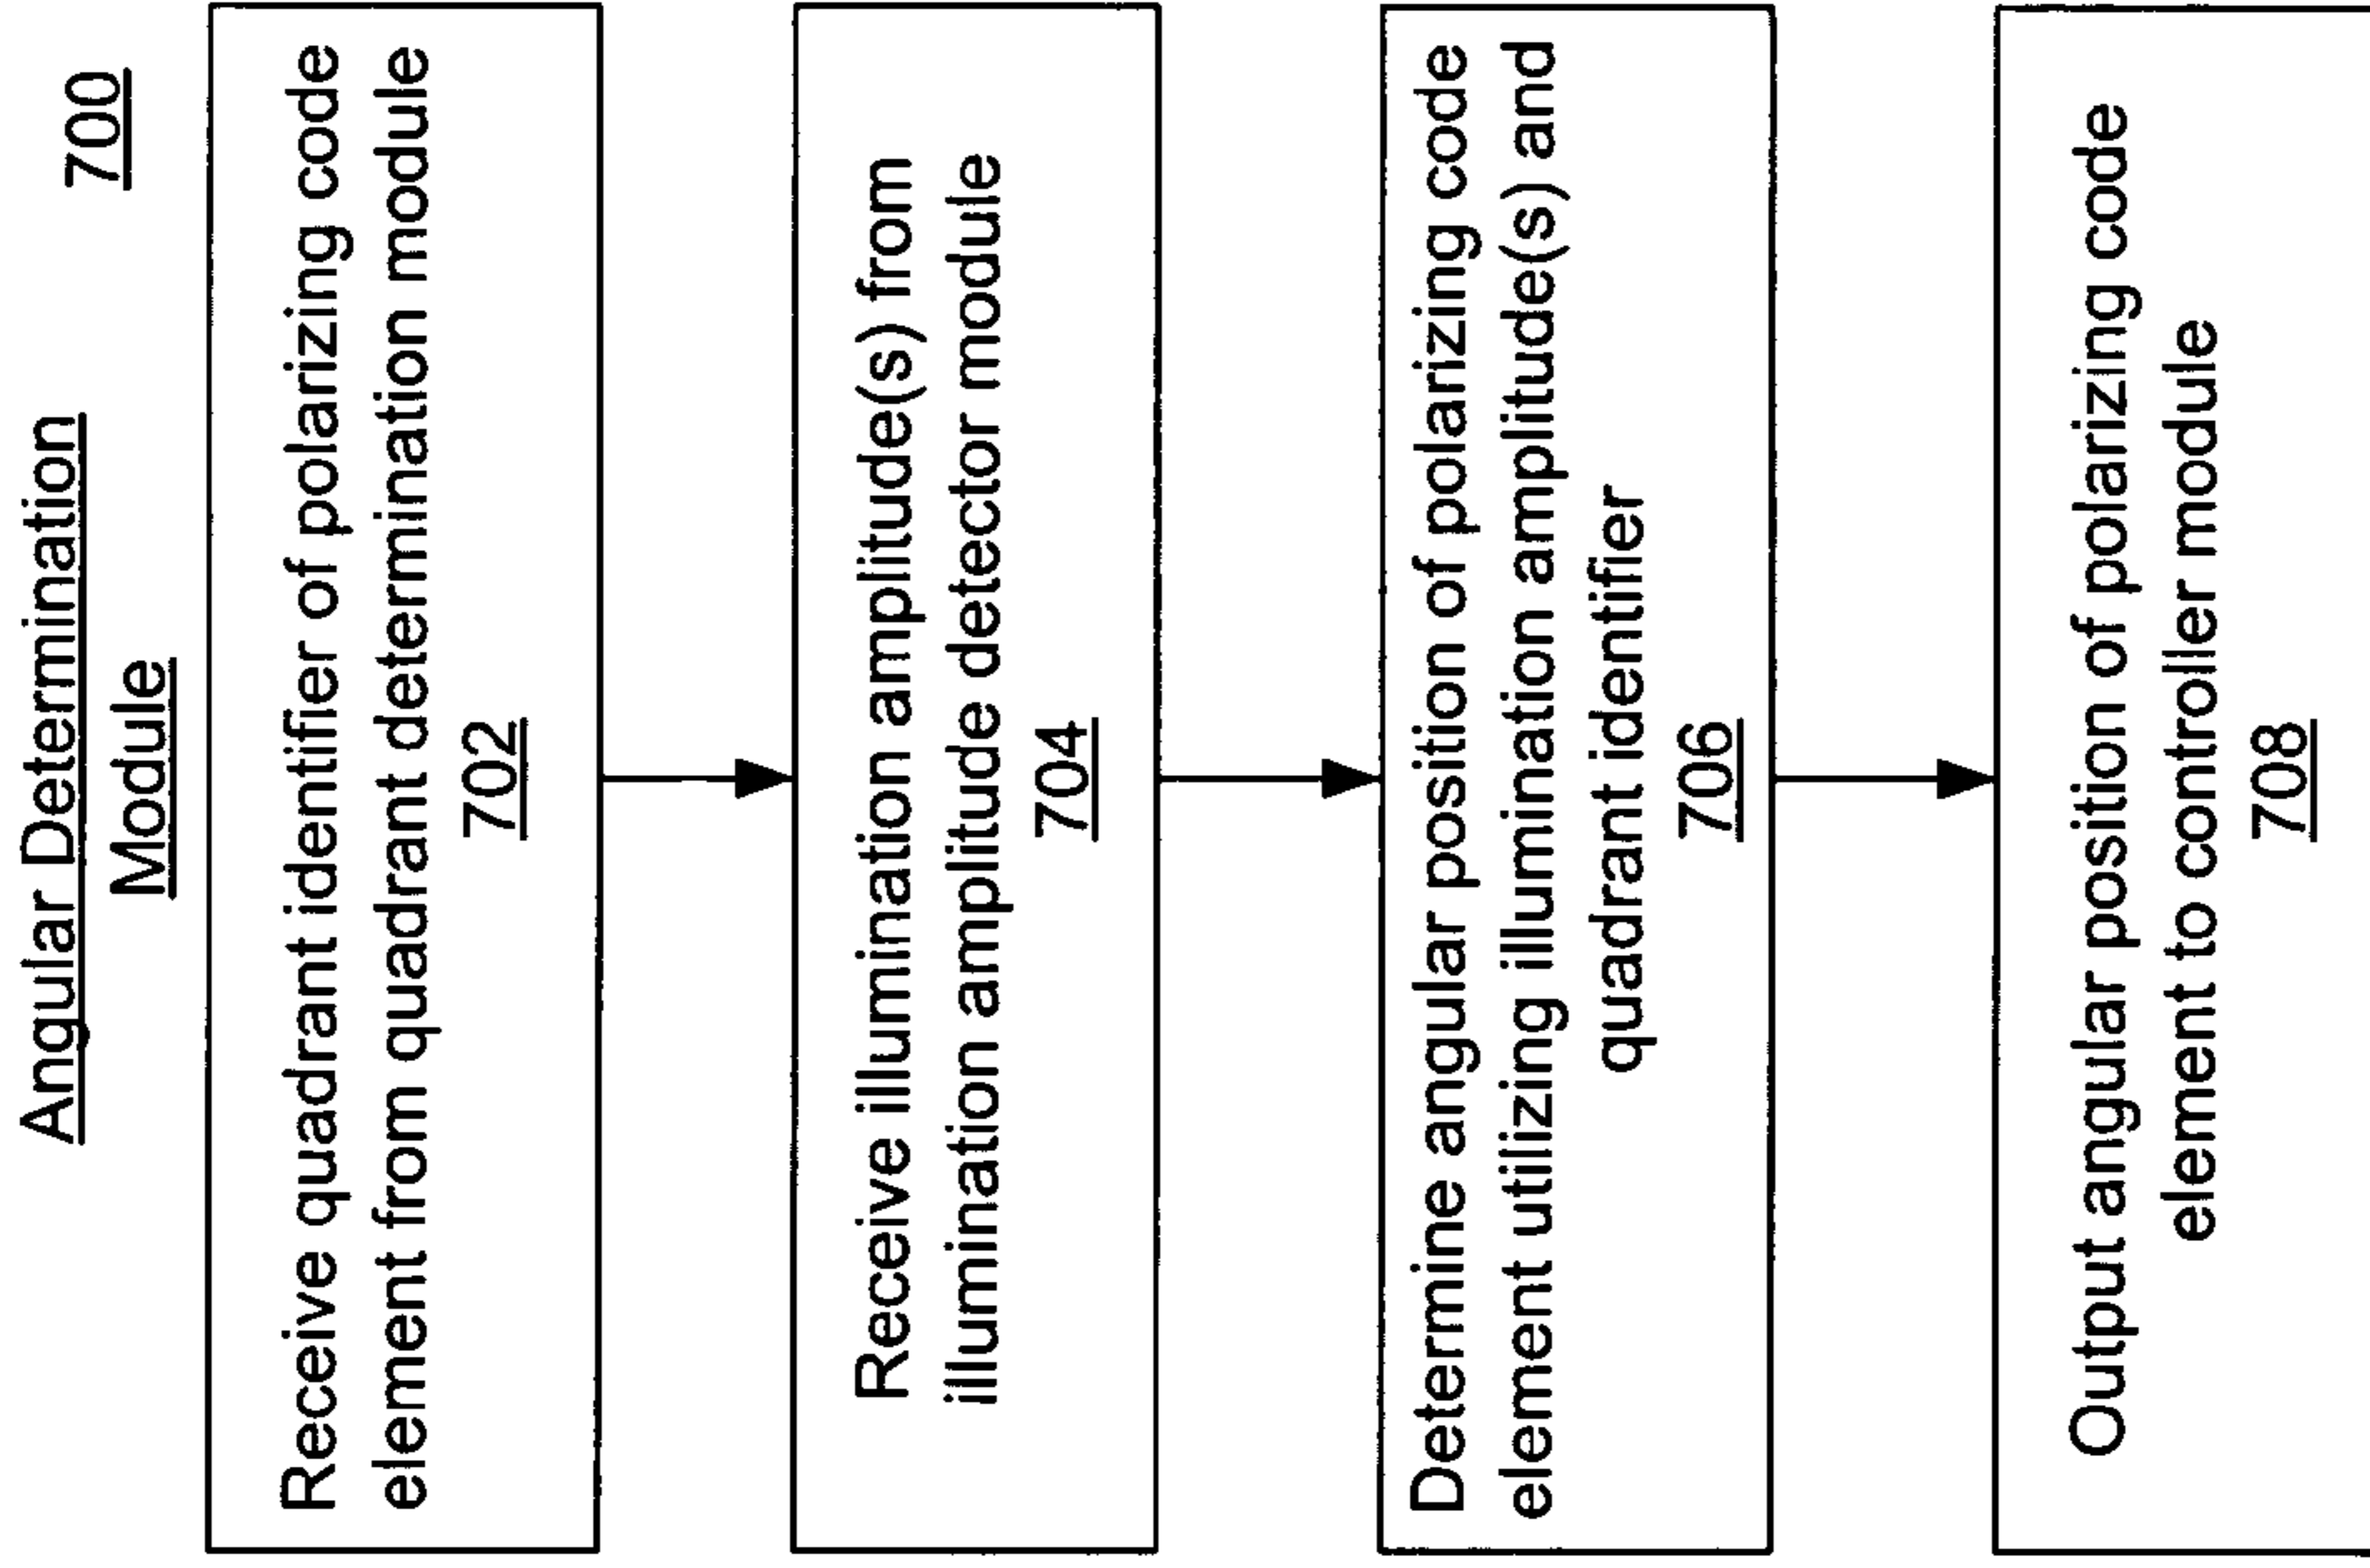 Angular Determination
Module
700
Receive quadrant identifier of polarizing code
element from quadrant determination module
702
Receive illumination amplitude(s) from
illumination amplitude detector module
704
Determine angular position of polarizing code
element utilizing illumination amplitude(s) and
quadrant identifier
706
Output angular position of polarizing code
element to controller module
708